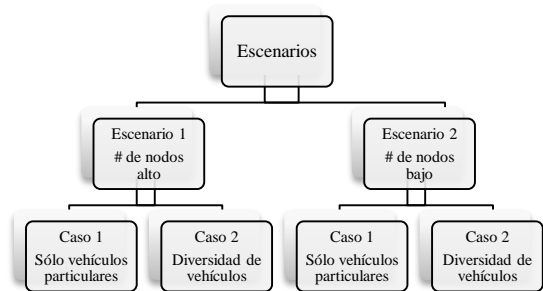 Escenarios
Escenario 1
# de nodos
alto
Escenario 2
# de nodos
bajo
Caso 1
Sólo vehículos
particulares
Caso 2
Diversidad de
vehículos
Caso 1
Sólo vehículos
particulares
Caso 2
Diversidad de
vehículos